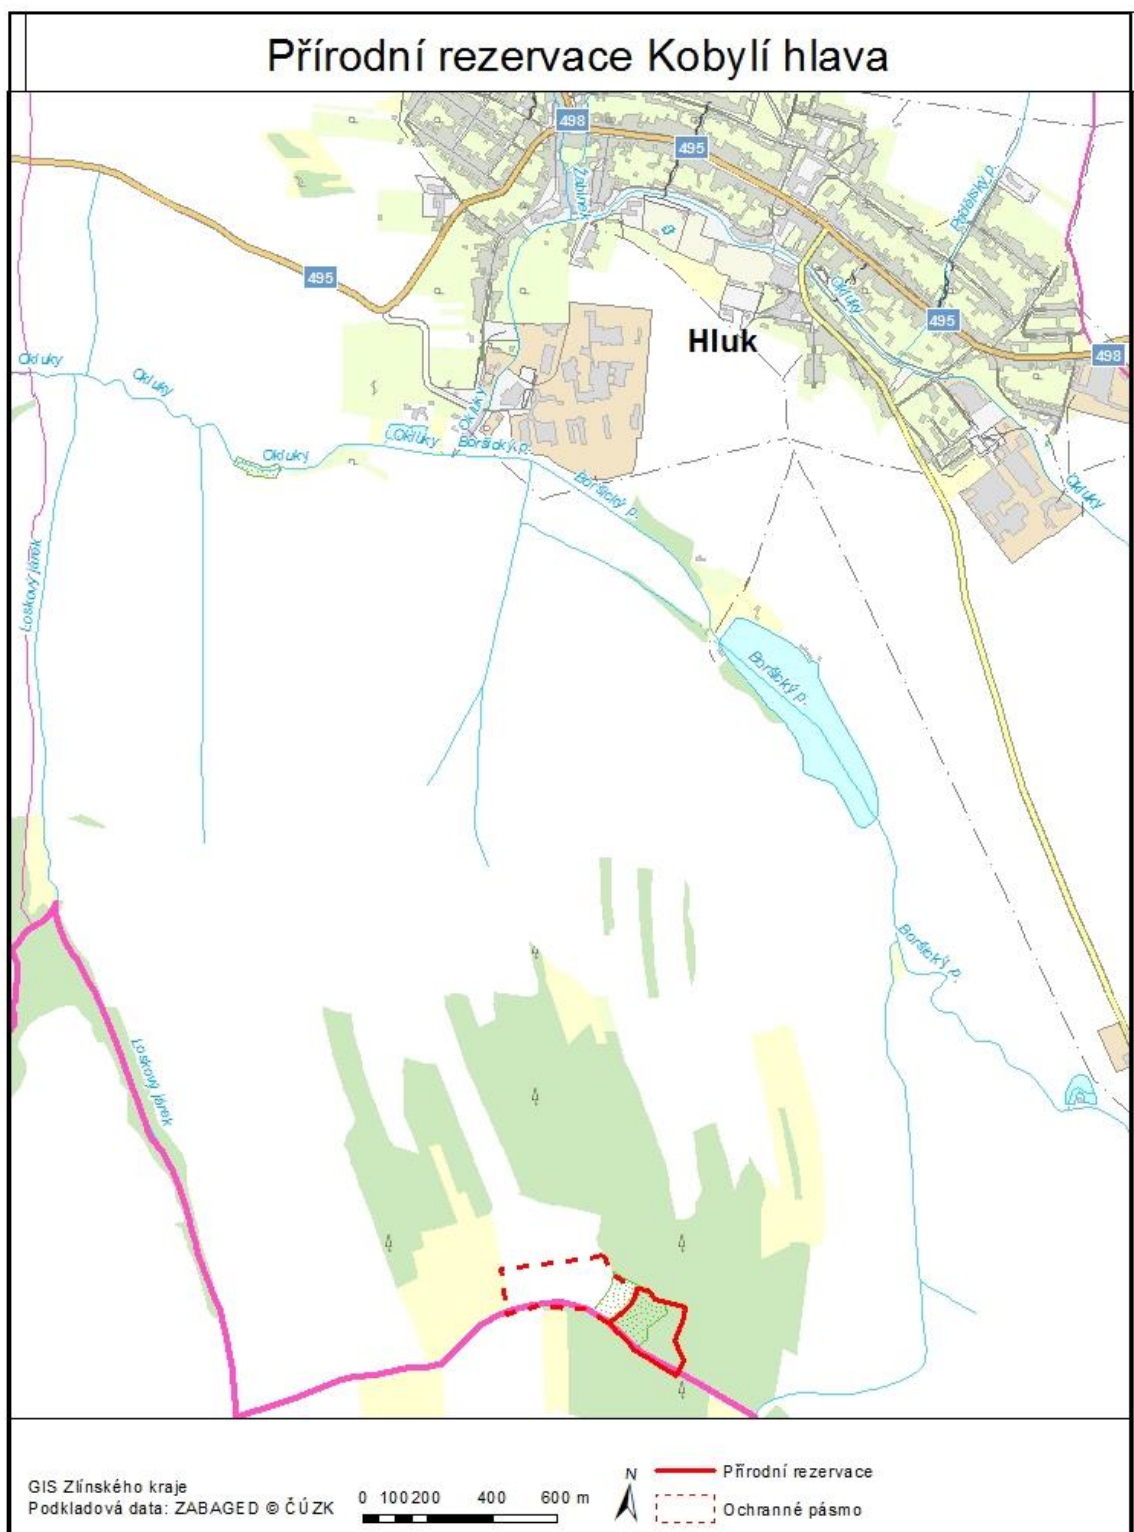 Přírodní rezervace Kobylí hlava
498
495
Žabínek
Padělský p.
495
Okluky
495
Hluk
498
Okluky
Okluky
Okluky
Okluky
Boršický p.
Okluky
Boršický p.
Okluky
Loskový járek
Boršický p.
Boršický p.
Loskový járek
GIS Zlínského kraje
Podkladová data: ZABAGED © ČÚZK
0 100 200 400 600 m
N
Přírodní rezervace
Ochranné pásmo